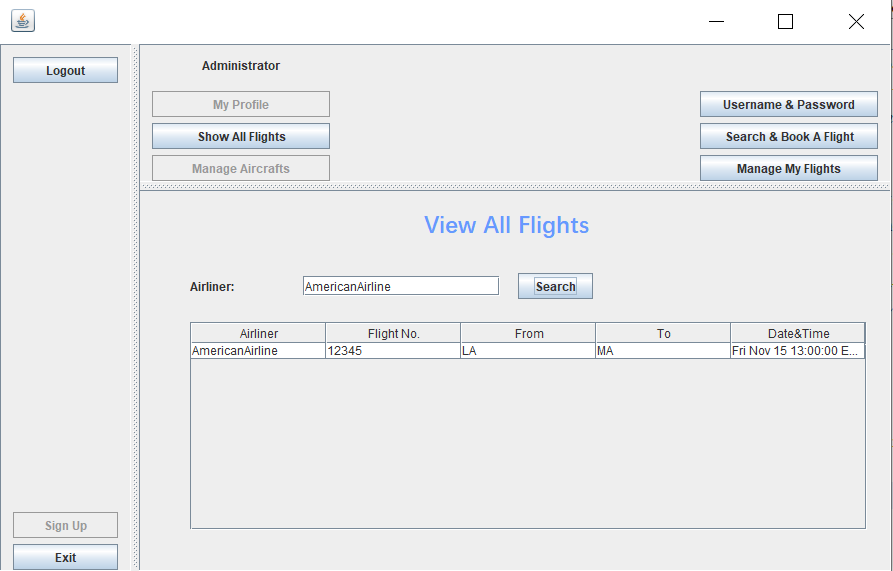 Logout
Administrator
My Profile
Username & Password
Show All Flights
Search & Book A Flight
Manage Aircrafts
Manage My Flights
View All Flights
Airliner: AmericanAirline Search
Airliner Flight No. From To Date&Time
AmericanAirline 12345 LA MA Fri Nov 15 13:00:00 E...
Sign Up
Exit